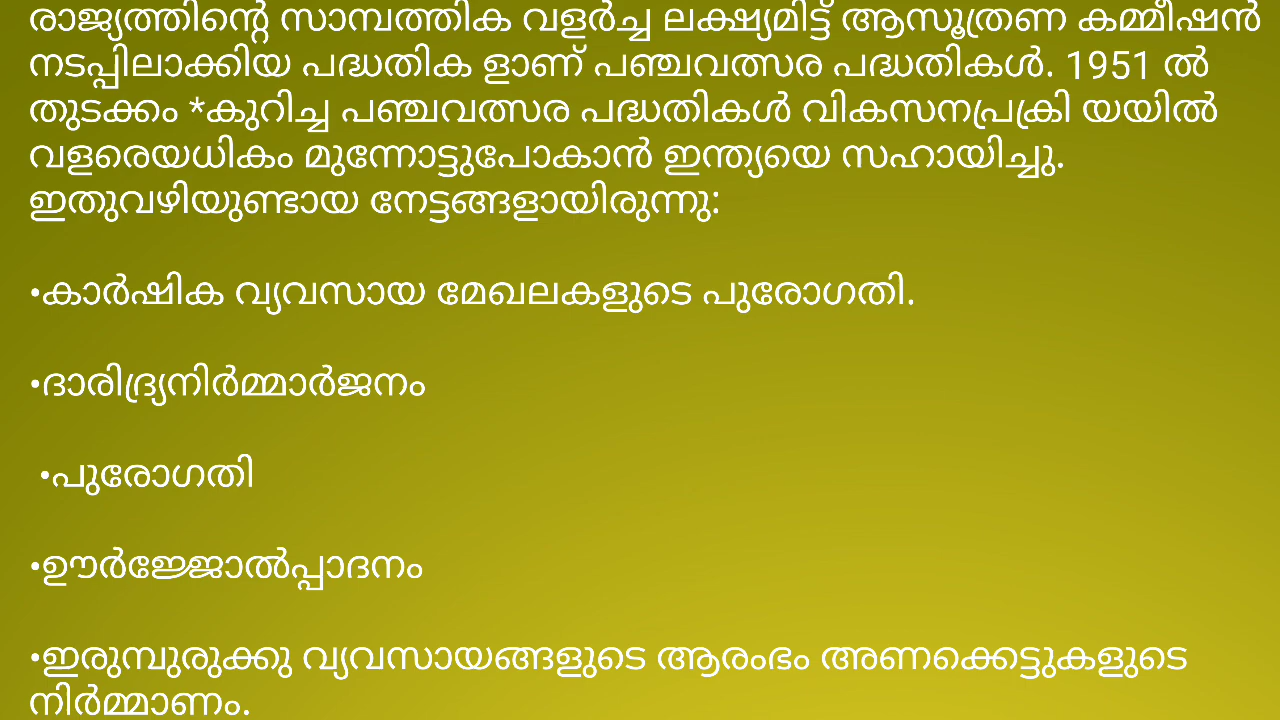 രാജ്യത്തിന്റെ സാമ്പത്തിക വളർച്ച ലക്ഷ്യമിട്ട് ആസൂത്രണ കമ്മീഷൻ
നടപ്പിലാക്കിയ പദ്ധതിക ളാണ് പഞ്ചവത്സര പദ്ധതികൾ. 1951 ൽ
തുടക്കം *കുറിച്ച പഞ്ചവത്സര പദ്ധതികൾ വികസനപ്രക്രി യയിൽ
വളരെയധികം മുന്നോട്ടുപോകാൻ ഇന്ത്യയെ സഹായിച്ചു.
ഇതുവഴിയുണ്ടായ നേട്ടങ്ങളായിരുന്നു:
•കാർഷിക വ്യവസായ മേഖലകളുടെ പുരോഗതി.
•ദാരിദ്ര്യനിർമ്മാർജനം
•പുരോഗതി
•ഊർജ്ജോൽപ്പാദനം
•ഇരുമ്പുരുക്കു വ്യവസായങ്ങളുടെ ആരംഭം അണക്കെട്ടുകളുടെ
നിർമ്മാണം.